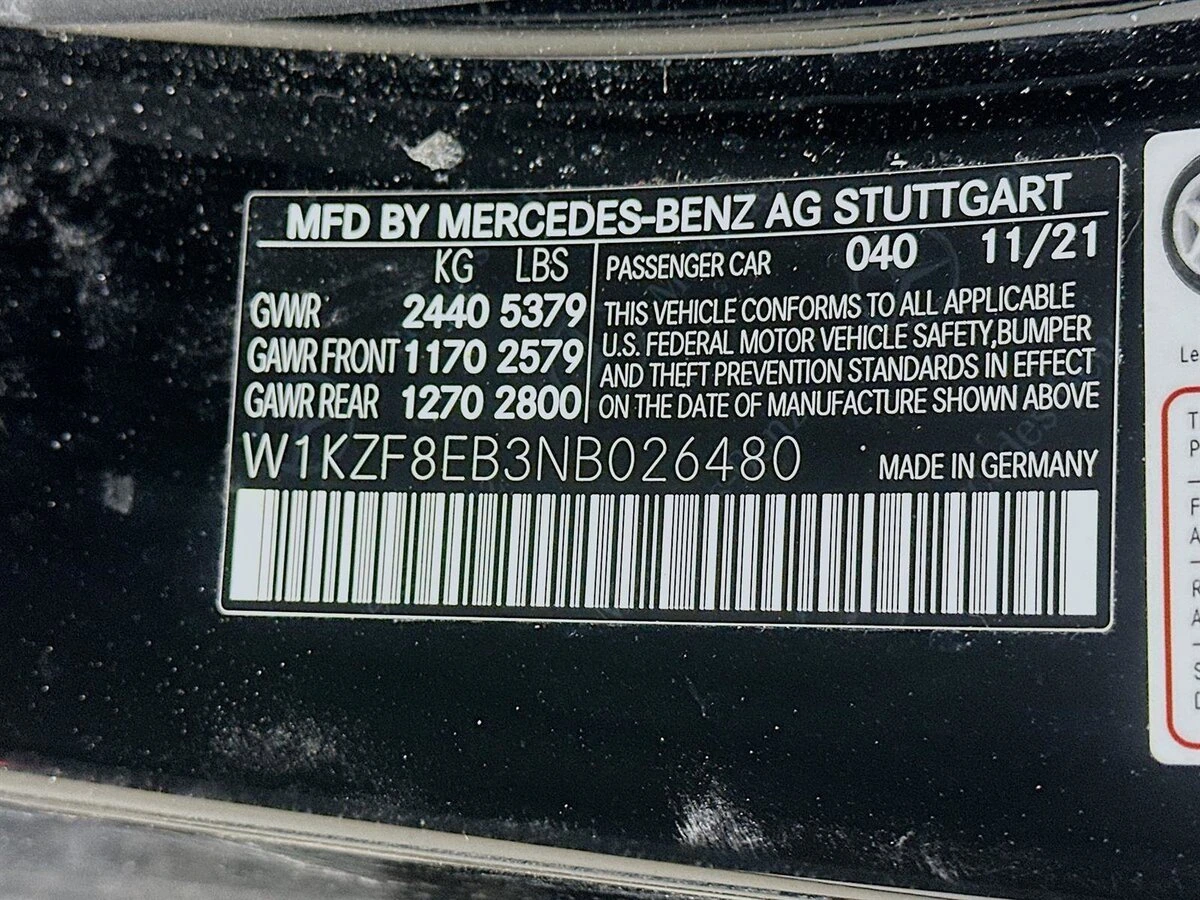 MFD BY MERCEDES-BENZ AG STUTTGART
KG LBS
GVWR 2440 5379
GAWR FRONT 1170 2579
GAWR REAR 1270 2800
PASSENGER CAR 040 11/21
THIS VEHICLE CONFORMS TO ALL APPLICABLE
U.S. FEDERAL MOTOR VEHICLE SAFETY,BUMPER
AND THEFT PREVENTION STANDARDS IN EFFECT
ON THE DATE OF MANUFACTURE SHOWN ABOVE
W1KZF8EB3NB026480 MADE IN GERMANY